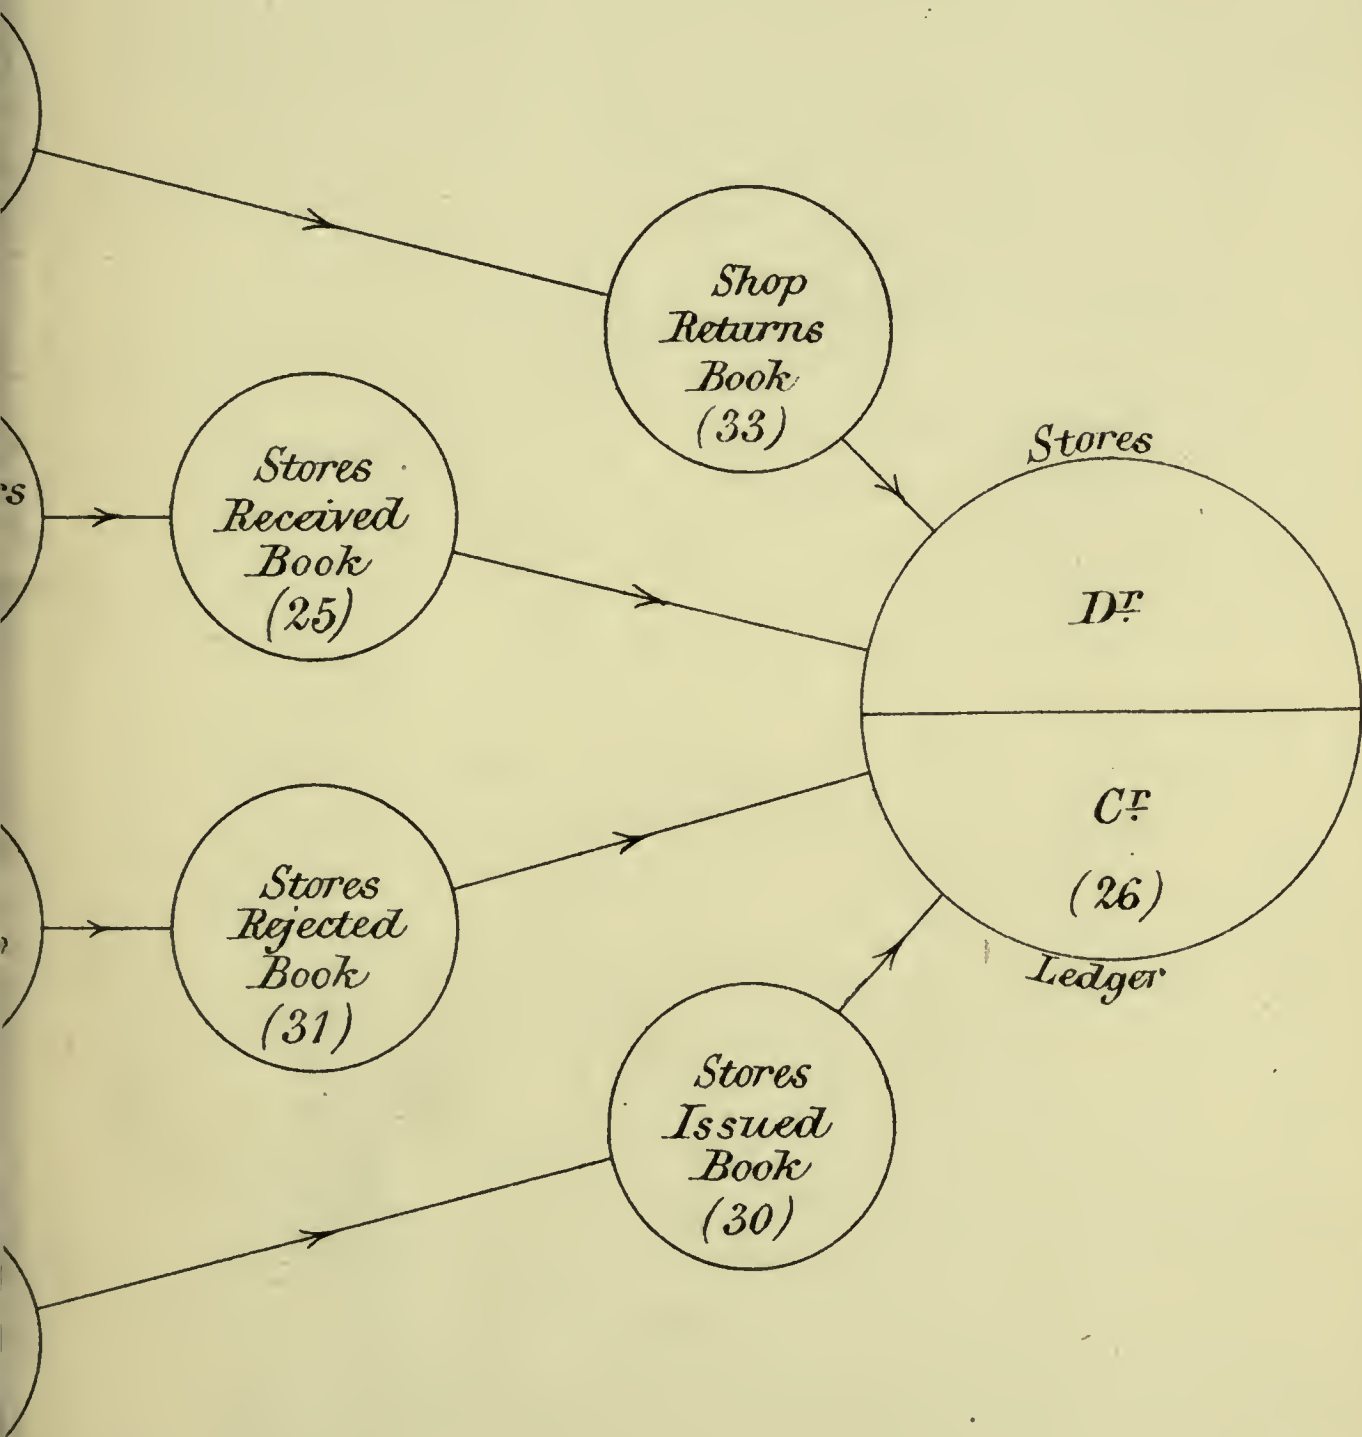 Shop
Returns
Book
(33)
Stores
Received
Book
(25)
Stores
Dr.
Cr.
(26)
Ledger
Stores
Rejected
Book
(31)
Stores
Issued
Book
(30)